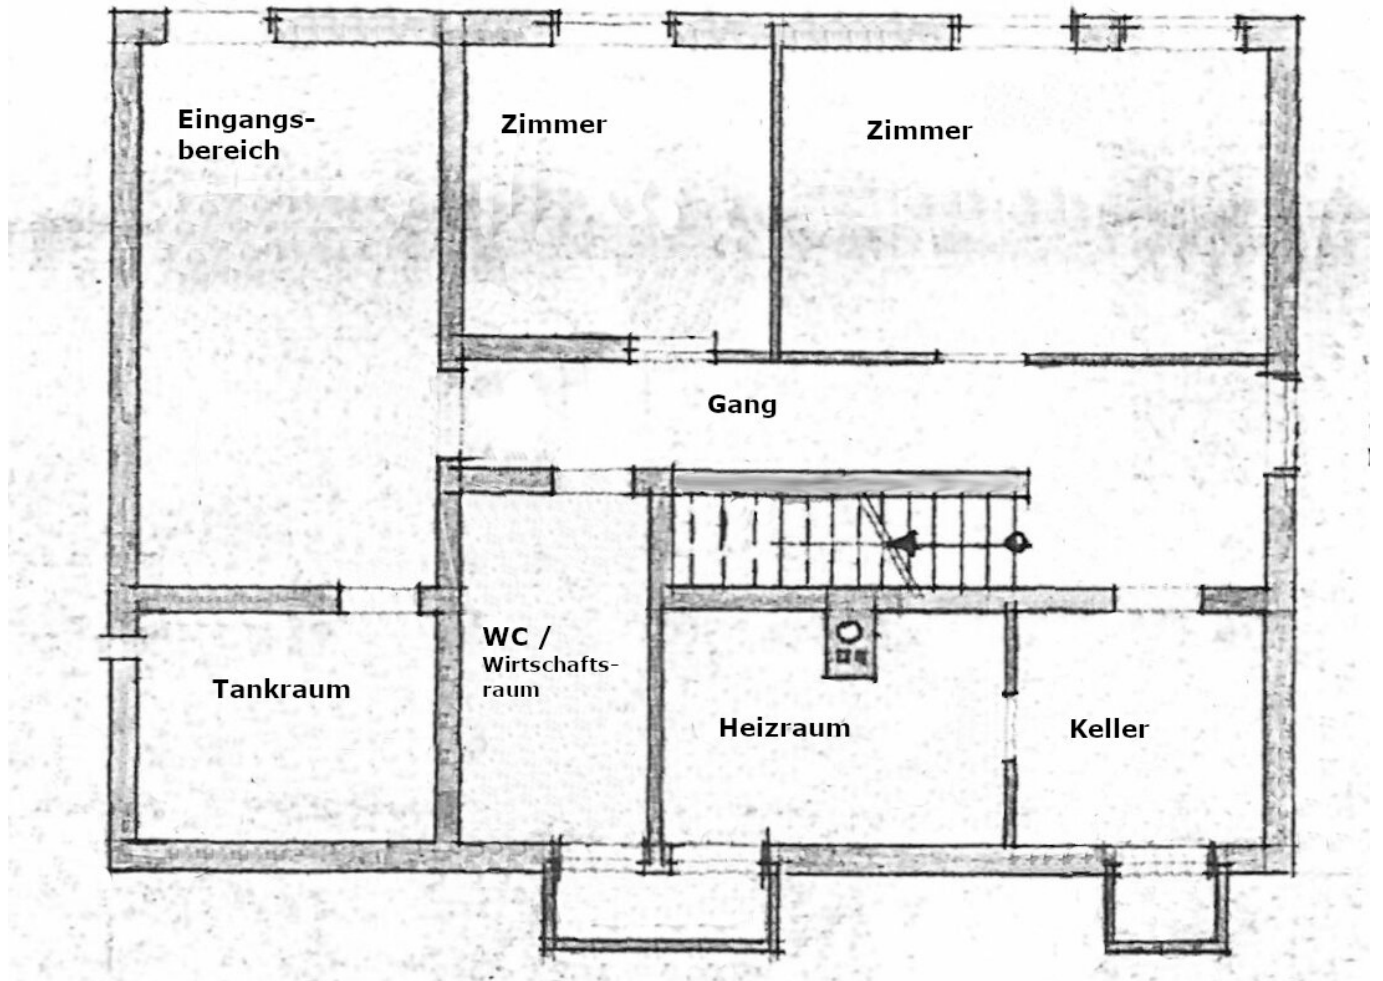 Eingangs-
bereich
Zimmer
Zimmer
Gang
WC /
Wirtschafts-
raum
Tankraum
Heizraum
Keller